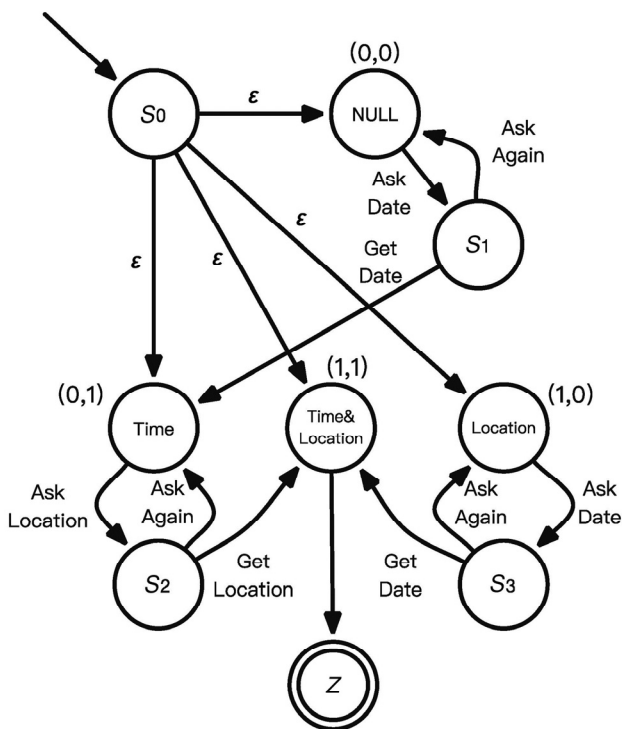 (0,0)
S0
ε
NULL
Ask
Again
Ask
Date
ε
S1
ε
ε
Get
Date
(0,1)
(1,1)
(1,0)
Time
Time&
Location
Location
Ask
Location
Ask
Again
Ask
Again
Ask
Date
S2
Get
Location
Get
Date
S3
Z